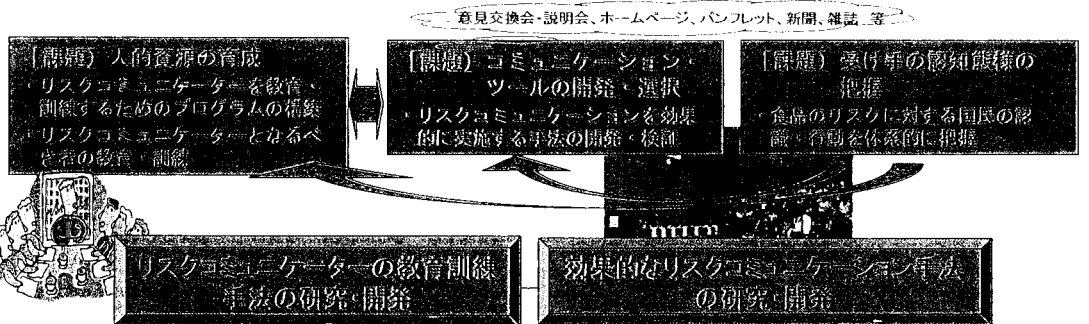 意見交換会・説明会、ホームページ、パンフレット、新聞、雑誌 等
[課題] 人的資源の育成
・リスクコミュニケーターを教育・
訓練するためのプログラムの構築
・リスクコミュニケーターとなるべ
き者の教育・訓練
[課題] コミュニケーション・
ツールの開発・選択
・リスクコミュニケーションを効果
的に実施する手法の開発・検証
[課題] 受け手の認知態様の
把握
・食品のリスクに対する国民の認
識・行動を体系的に把握
リスクコミュニケーターの教育訓練
手法の研究・開発
効果的なリスクコミュニケーション手法
の研究・開発